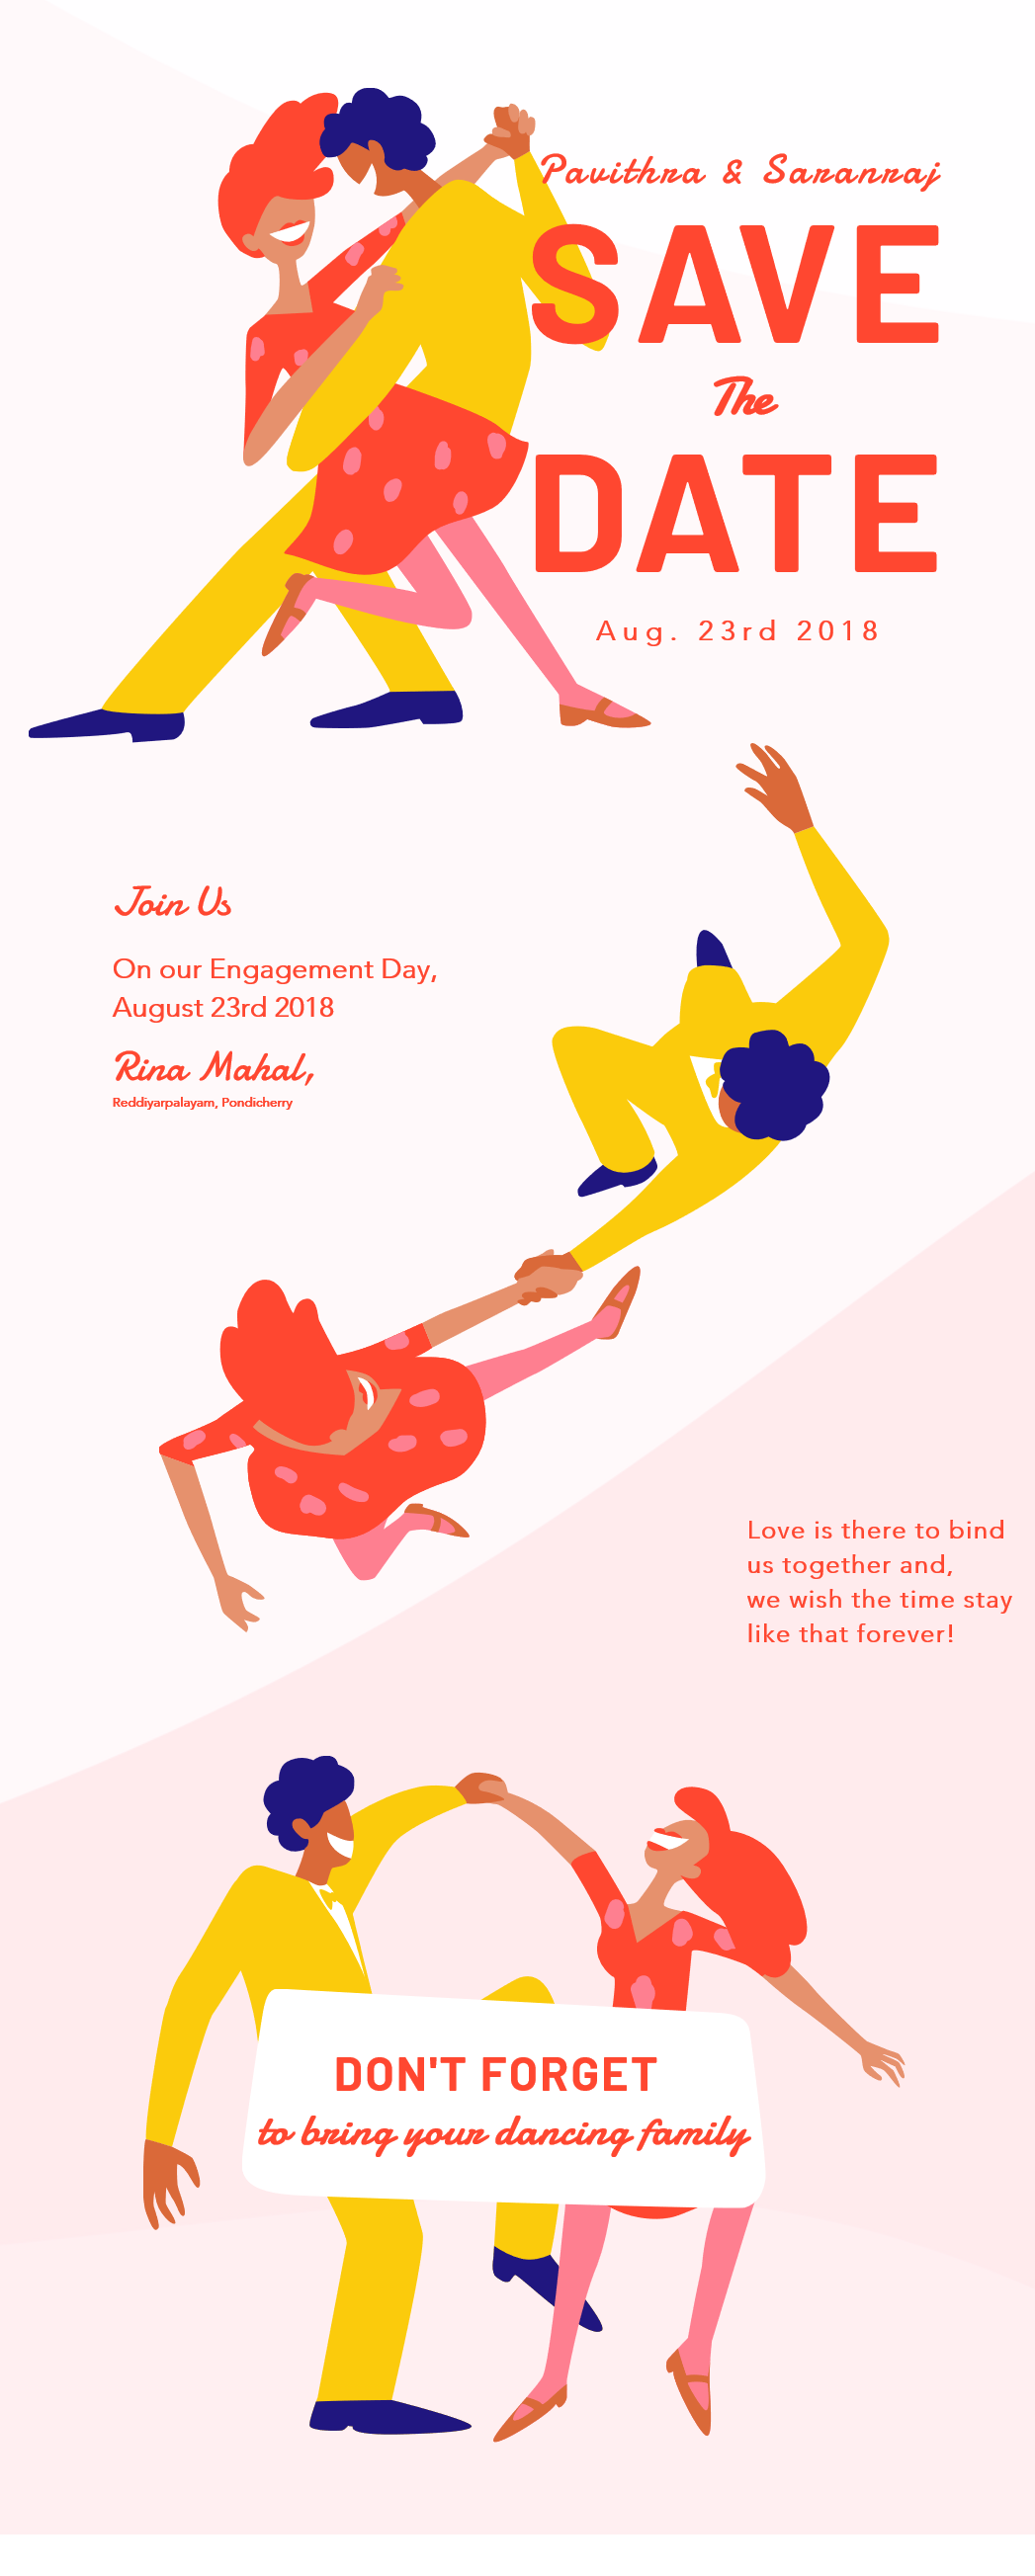 Pavithra & Saranraj
SAVE
The
DATE
Aug. 23rd 2018
Join Us
On our Engagement Day,
August 23rd 2018
Rina Mahal,
Reddiyarpalayam, Pondicherry
Love is there to bind
us together and,
we wish the time stay
like that forever!
DON'T FORGET
to bring your dancing family